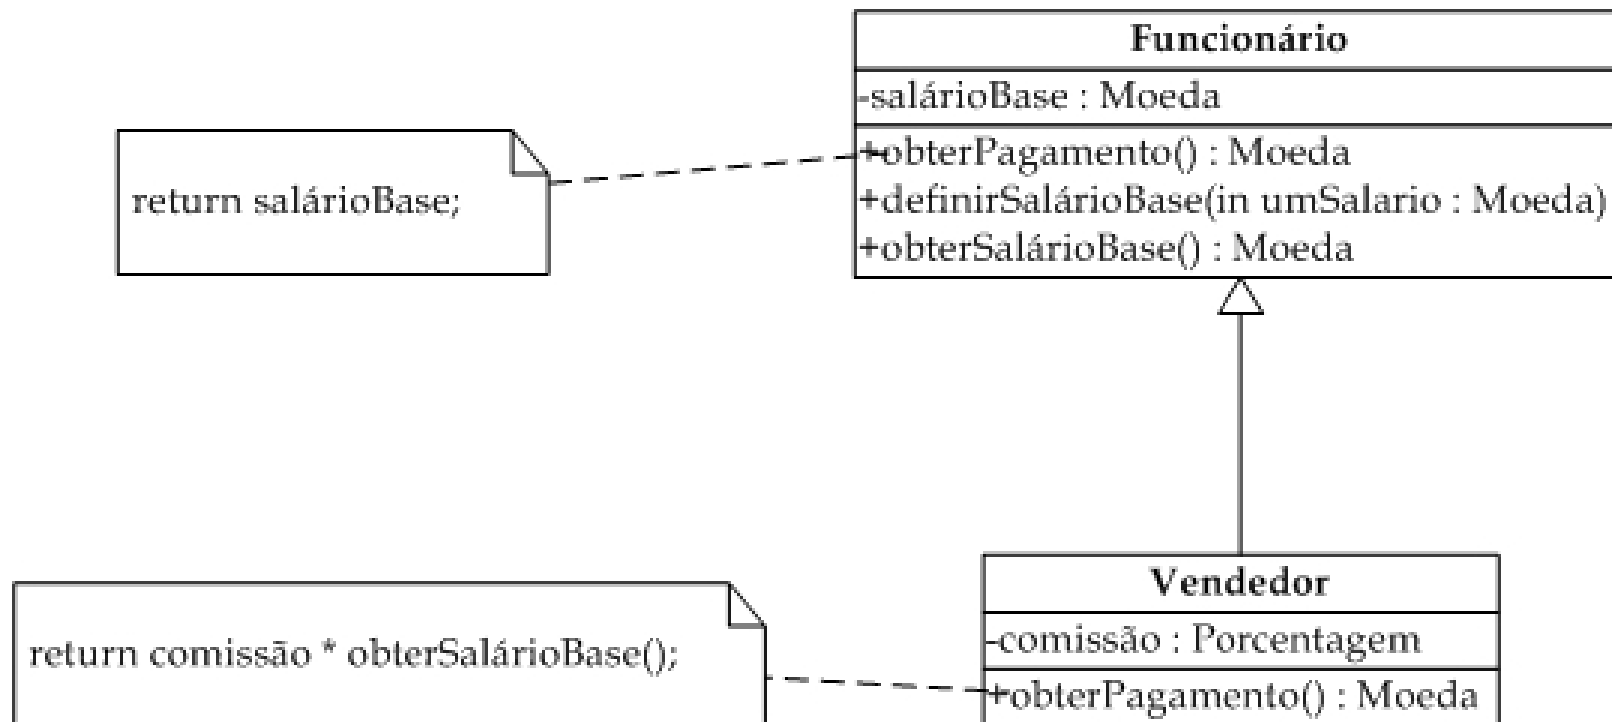 Funcionário
-salárioBase : Moeda
+obterPagamento() : Moeda
+definirSalárioBase(in umSalario : Moeda)
+obterSalárioBase() : Moeda
return salárioBase;
Vendedor
-comissão : Porcentagem
+obterPagamento() : Moeda
return comissão * obterSalárioBase();